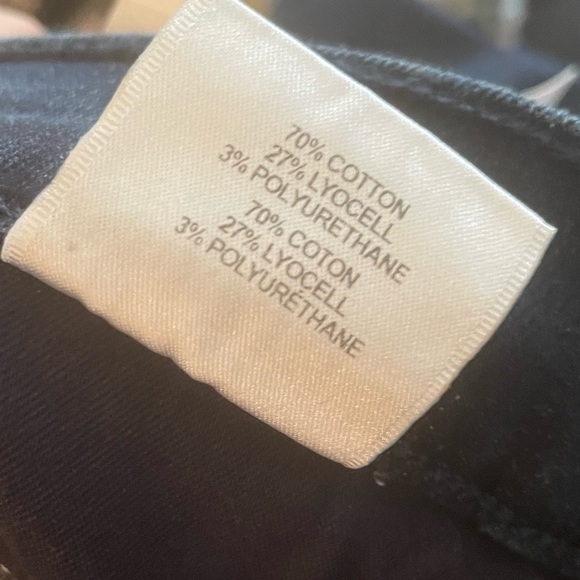 70% COTTON
27% LYOCELL
3% POLYURETHANE
70% COTON
27% LYOCELL
3% POLYURÉTHANE